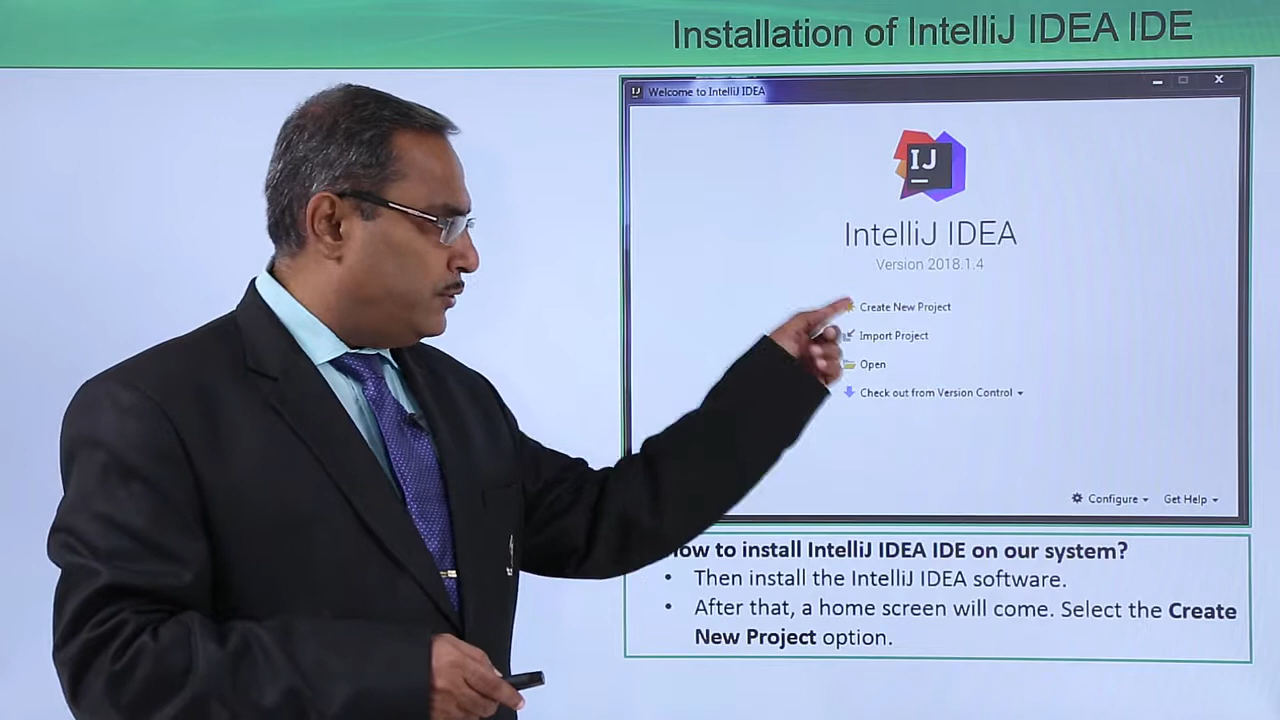 Installation of IntelliJ IDEA IDE
Welcome to IntelliJ IDEA
IJ
IntelliJ IDEA
Version 2018.1.4
Create New Project
Import Project
Open
Check out from Version Control
Configure
Get Help
to install IntelliJ IDEA IDE on our system?
• Then install the IntelliJ IDEA software.
• After that, a home screen will come. Select the Create
New Project option.